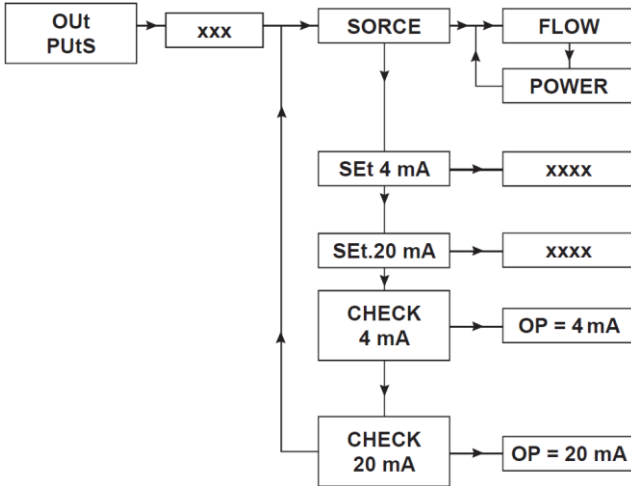 OUt
PUtS
xxx
SORCE
FLOW
POWER
SEt 4 mA
xxxx
SEt.20 mA
xxxx
CHECK
4 mA
OP = 4 mA
CHECK
20 mA
OP = 20 mA